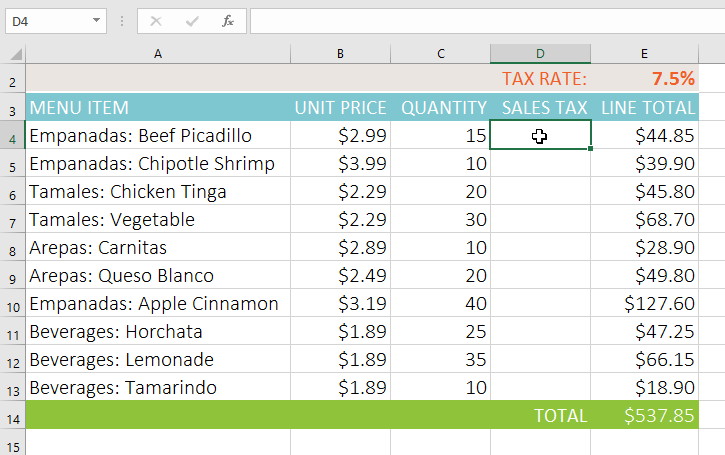 D4 fx
A B C D E
2 TAX RATE: 7.5%
3 MENU ITEM UNIT PRICE QUANTITY SALES TAX LINE TOTAL
4 Empanadas: Beef Picadillo $2.99 15 $44.85
5 Empanadas: Chipotle Shrimp $3.99 10 $39.90
6 Tamales: Chicken Tinga $2.29 20 $45.80
7 Tamales: Vegetable $2.29 30 $68.70
8 Arepas: Carnitas $2.89 10 $28.90
9 Arepas: Queso Blanco $2.49 20 $49.80
10 Empanadas: Apple Cinnamon $3.19 40 $127.60
11 Beverages: Horchata $1.89 25 $47.25
12 Beverages: Lemonade $1.89 35 $66.15
13 Beverages: Tamarindo $1.89 10 $18.90
14 TOTAL $537.85
15